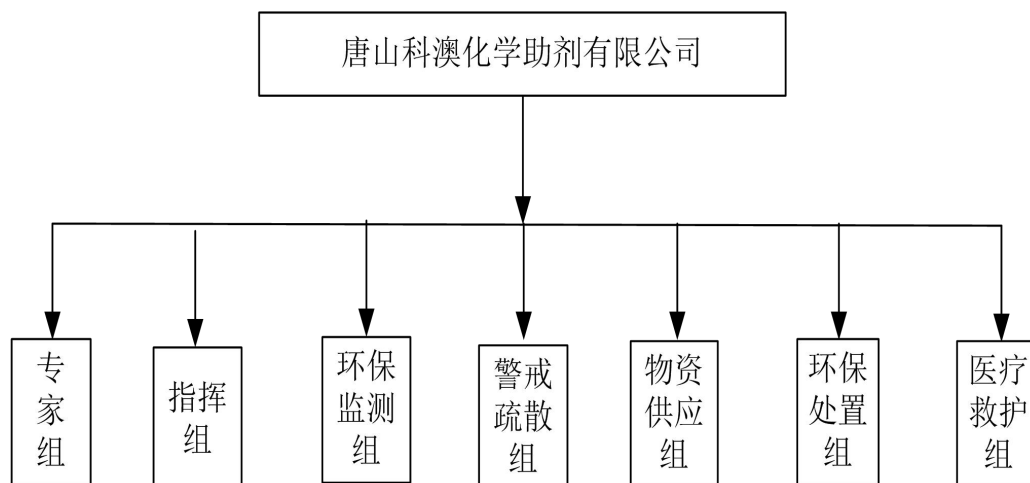 唐山科澳化学助剂有限公司
专
家
组
指挥
组
环保
监测
组
警戒
疏散
组
物资
供应
组
环保
处置
组
医疗
救护
组